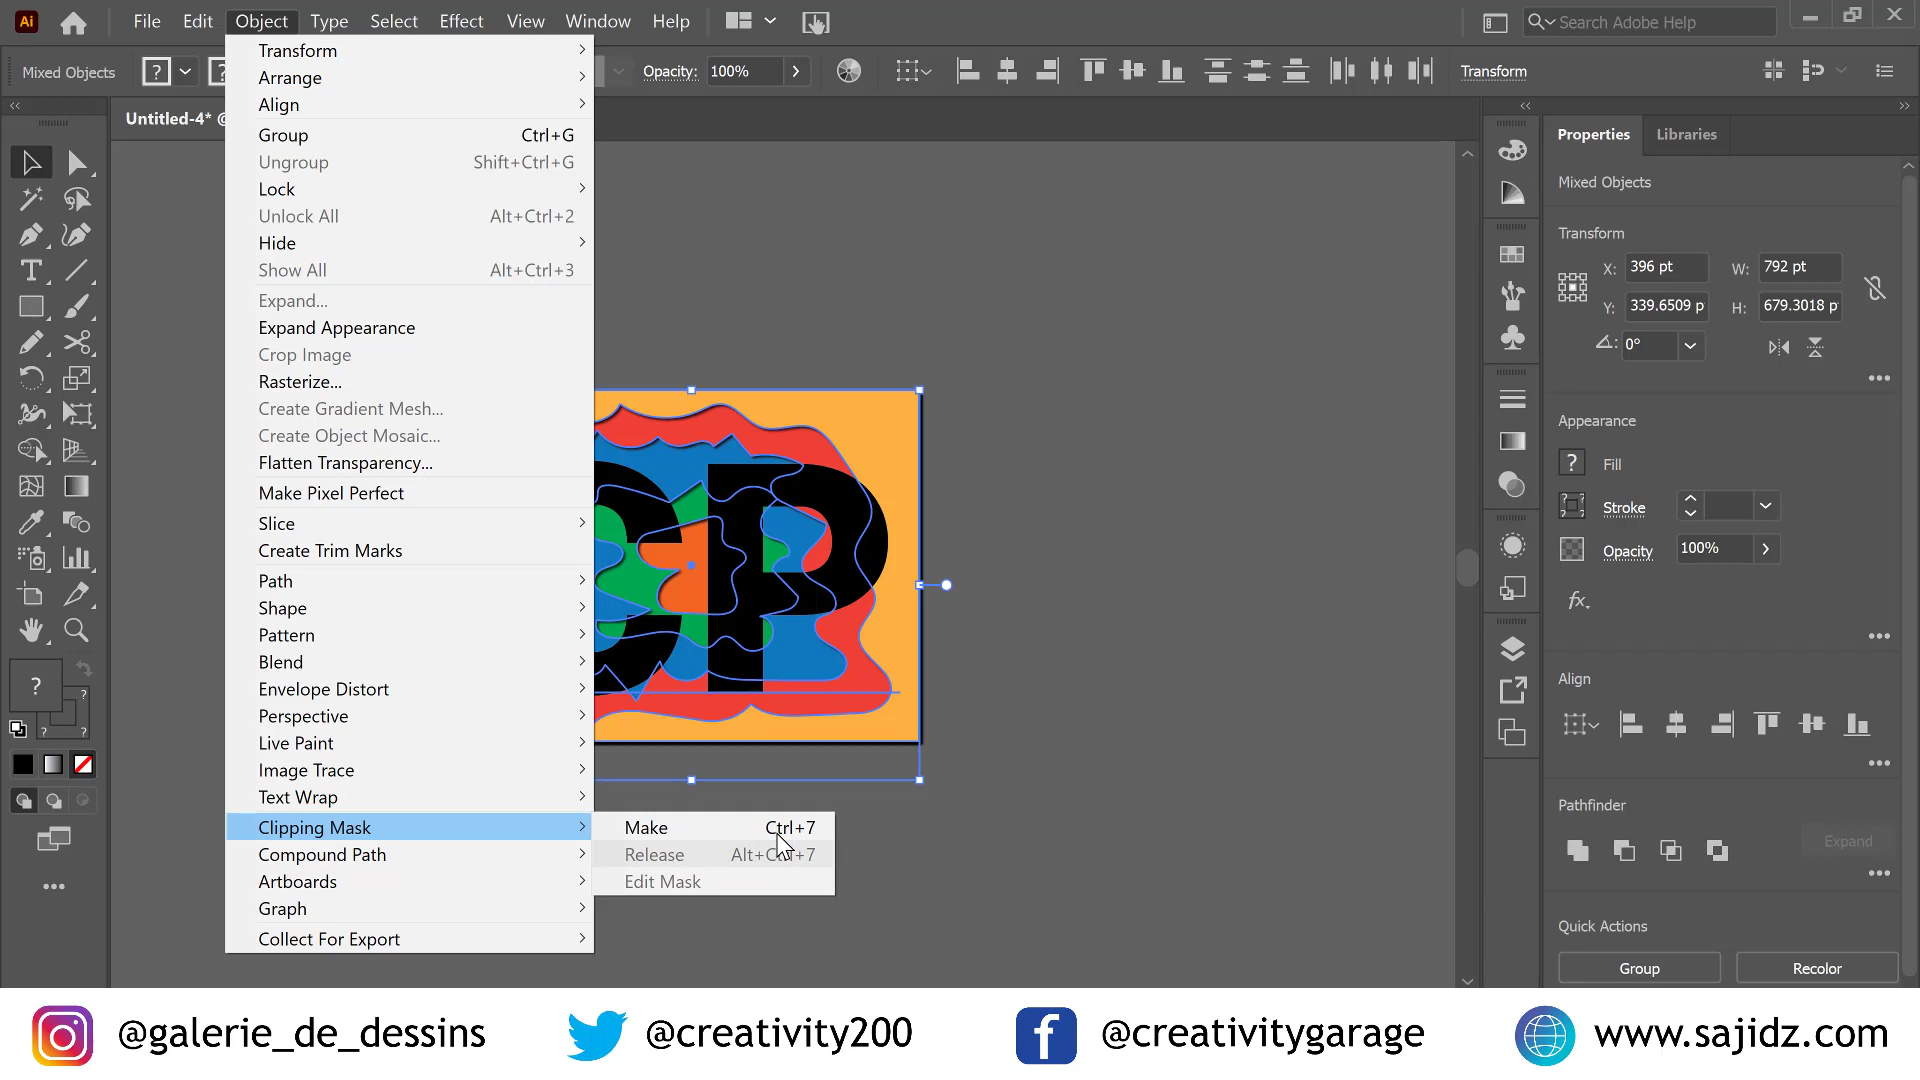 Ai File Edit Object Type Select Effect View Window Help Search Adobe Help
Mixed Objects ? ? Opacity: 100% Transform
Untitled-4* @
Transform
Arrange
Align
Group Ctrl+G
Ungroup Shift+Ctrl+G
Lock
Unlock All Alt+Ctrl+2
Hide
Show All Alt+Ctrl+3
Expand...
Expand Appearance
Crop Image
Rasterize...
Create Gradient Mesh...
Create Object Mosaic...
Flatten Transparency...
Make Pixel Perfect
Slice
Create Trim Marks
Path
Shape
Pattern
Blend
Envelope Distort
Perspective
Live Paint
Image Trace
Text Wrap
Clipping Mask
Compound Path
Artboards
Graph
Collect For Export
Make Ctrl+7
Release Alt+Ctrl+7
Edit Mask
EP
? ?
? ?
Properties Libraries
Mixed Objects
Transform
X: 396 pt W: 792 pt
Y: 339.6509 p H: 679.3018 p
0°
Appearance
? Fill
? ? Stroke
Opacity 100%
fx.
Align
Pathfinder
Expand
Quick Actions
Group Recolor
@galerie_de_dessins @creativity200 @creativitygarage www.sajidz.com